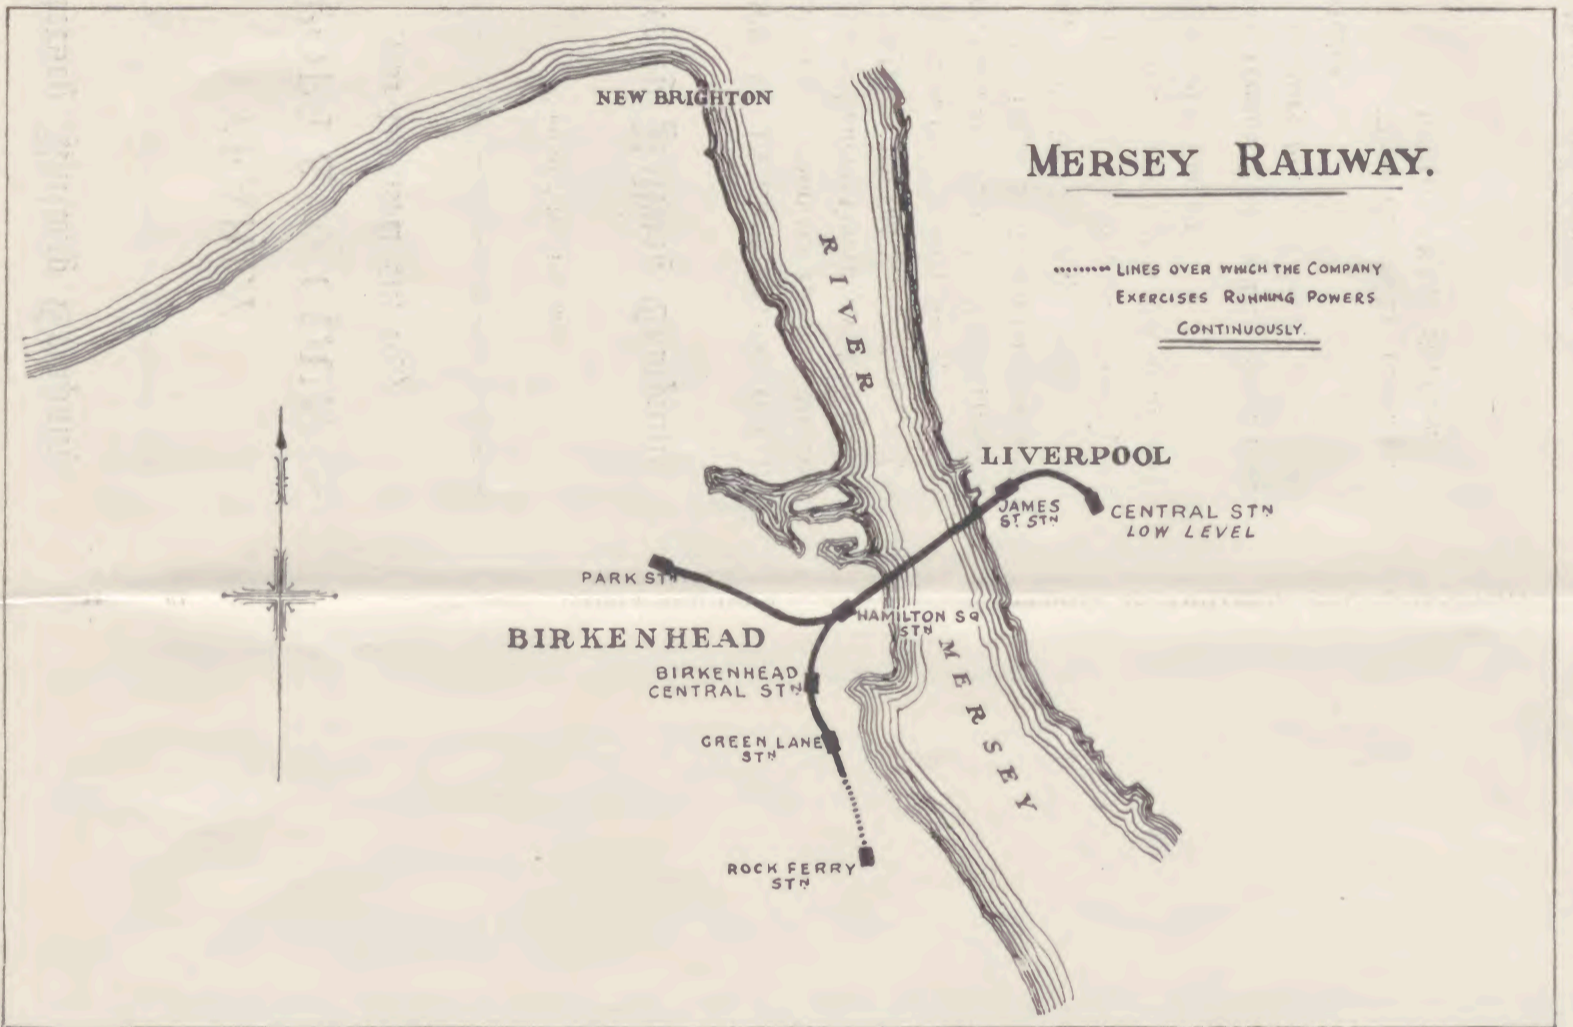 NEW BRIGHTON
MERSEY RAILWAY.
LINES OVER WHICH THE COMPANY
EXERCISES RUNNING POWERS
CONTINUOUSLY.
RIVER
LIVERPOOL
JAMES
ST. STN
CENTRAL STN
LOW LEVEL
PARK STN
HAMILTON SQ
STN
BIRKENHEAD
MERSEY
BIRKENHEAD
CENTRAL STN
GREEN LANE
STN
ROCK FERRY
STN